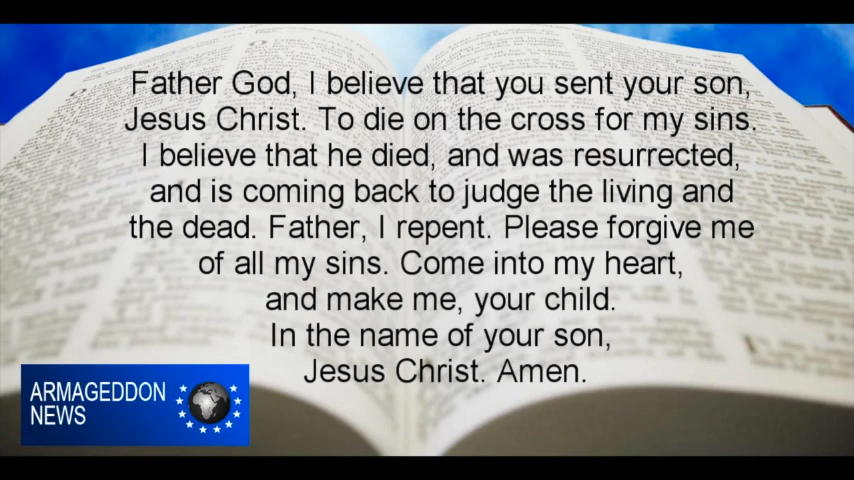 Father God, I believe that you sent your son,
Jesus Christ. To die on the cross for my sins.
I believe that he died, and was resurrected,
and is coming back to judge the living and
the dead. Father, I repent. Please forgive me
of all my sins. Come into my heart,
and make me, your child.
In the name of your son,
Jesus Christ. Amen.
ARMAGEDDON
NEWS